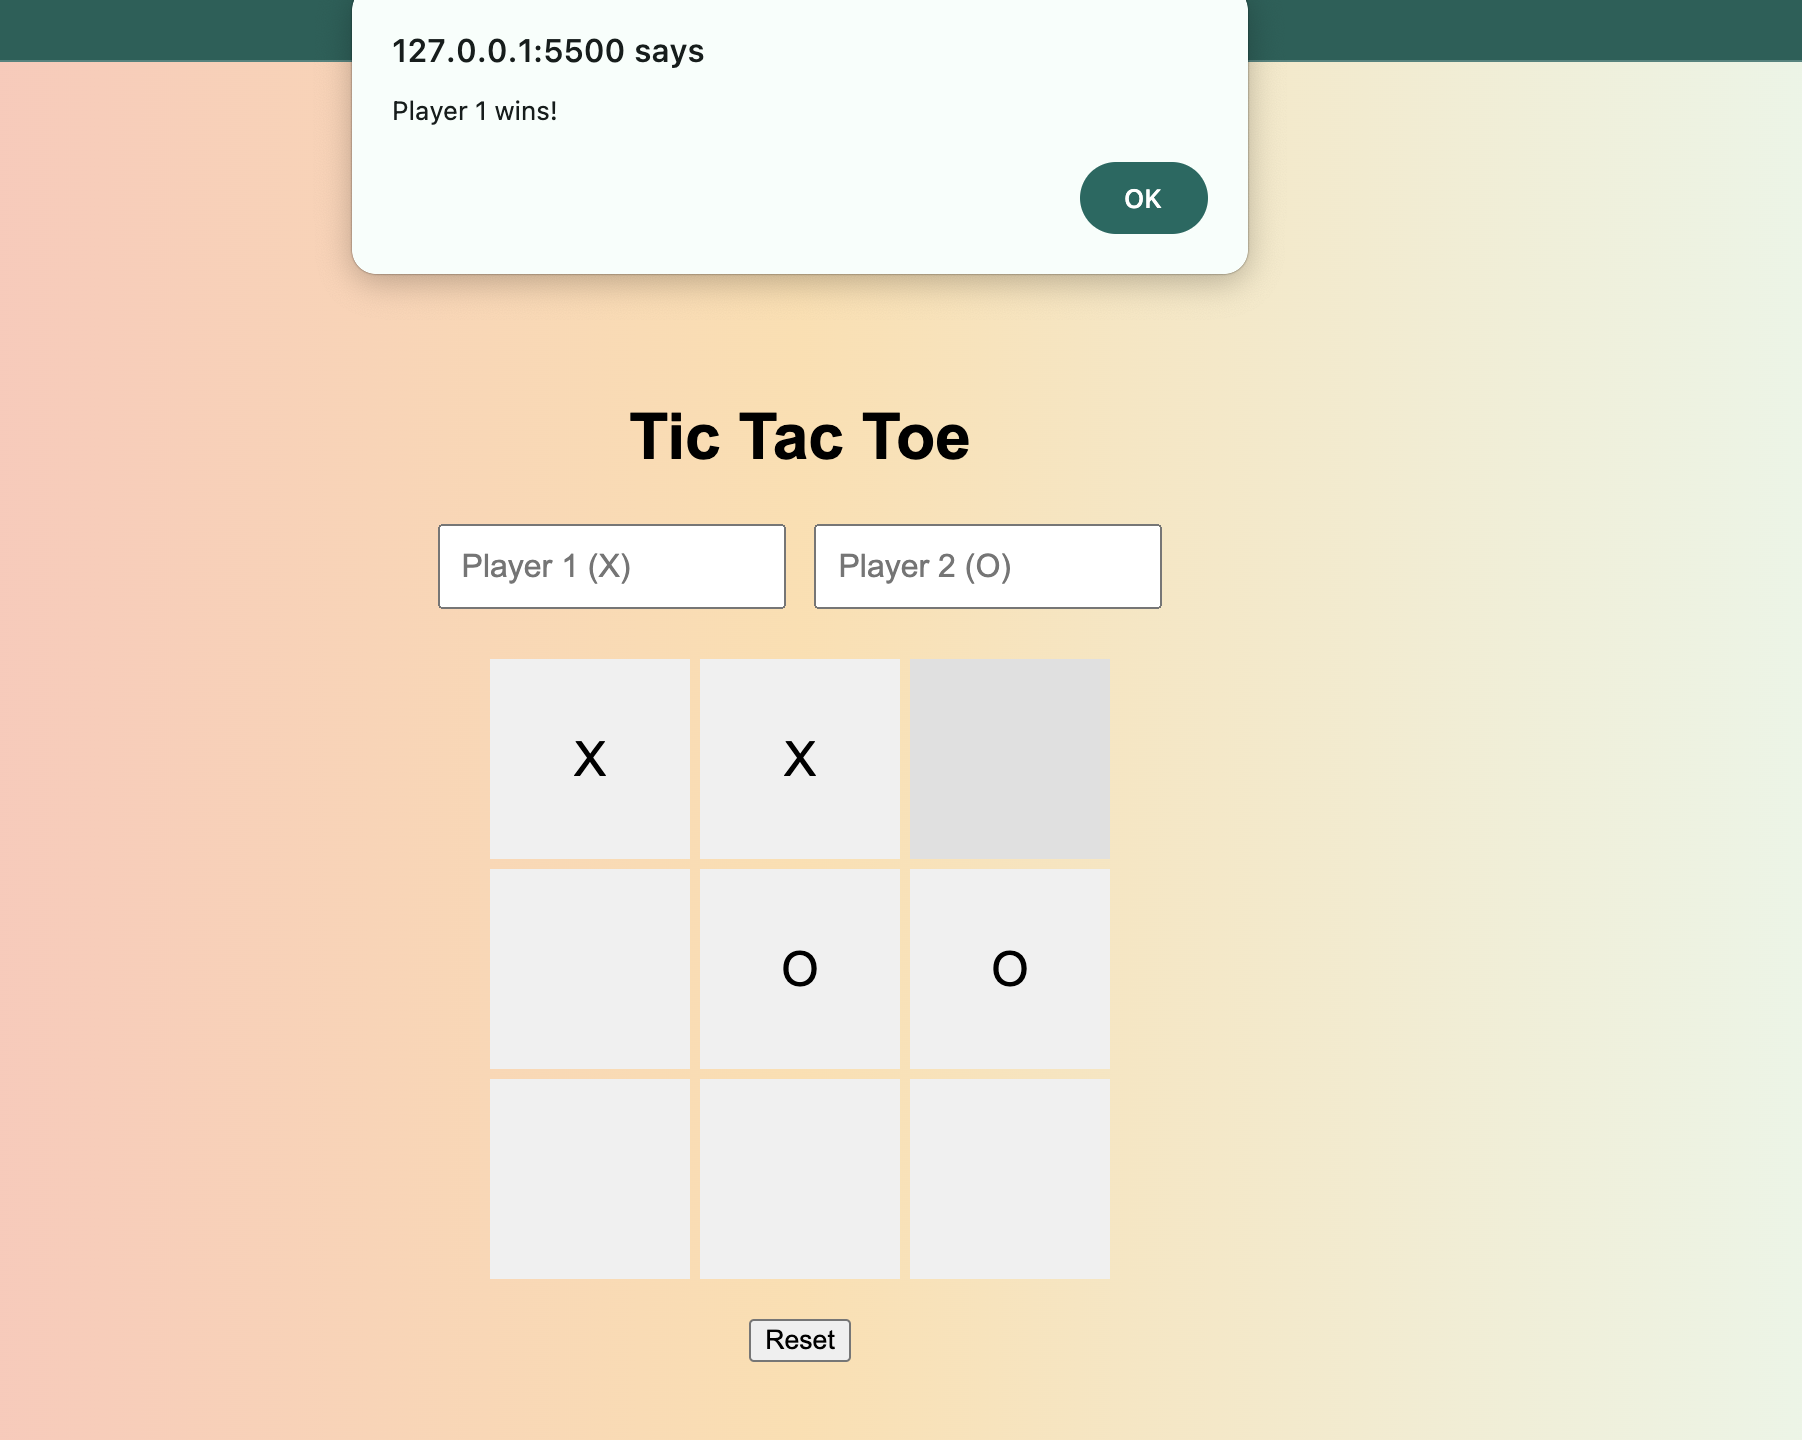 127.0.0.1:5500 says
Player 1 wins!
OK
Tic Tac Toe
Player 1 (X) Player 2 (O)
X X
O O
Reset